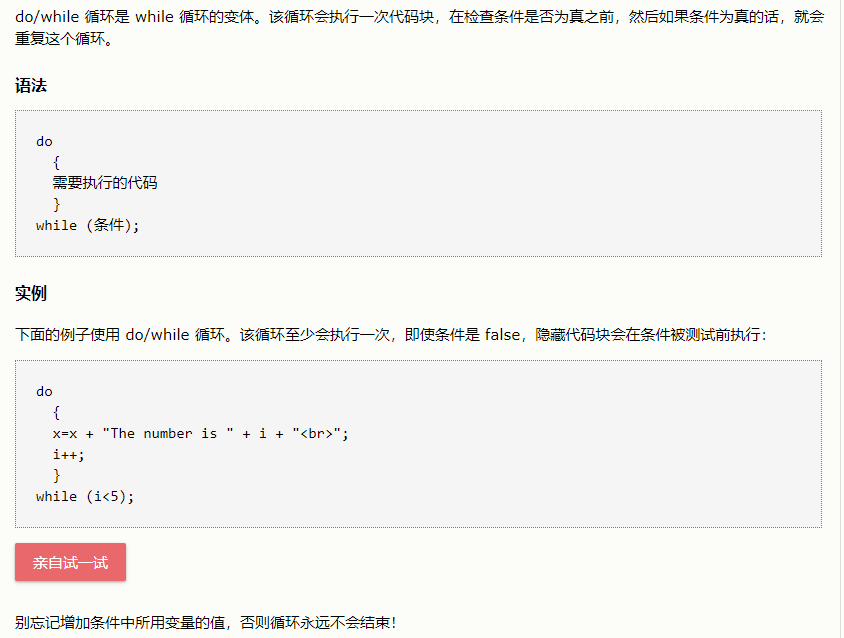 do/while 循环是 while 循环的变体。该循环会执行一次代码块，在检查条件是否为真之前，然后如果条件为真的话，就会
重复这个循环。
语法
do
{
需要执行的代码
}
while (条件);
实例
下面的例子使用 do/while 循环。该循环至少会执行一次，即使条件是 false，隐藏代码块会在条件被测试前执行：
do
{
x=x + "The number is " + i + "<br>";
i++;
}
while (i<5);
亲自试一试
别忘记增加条件中所用变量的值，否则循环永远不会结束！